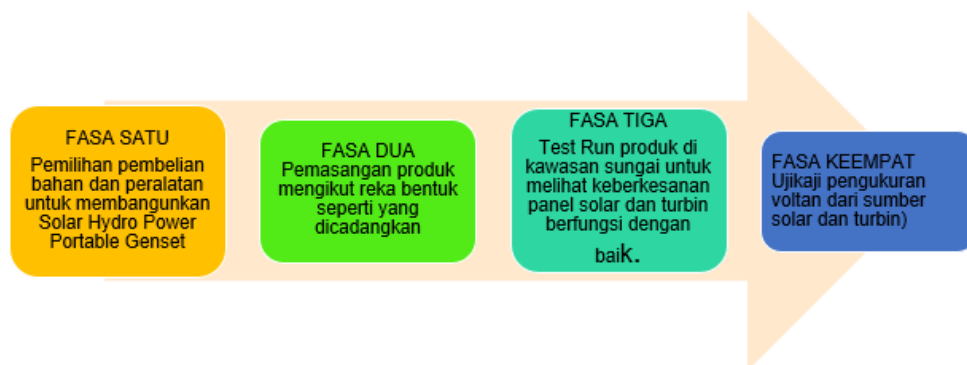 FASA SATU
Pemilihan pembelian
bahan dan peralatan
untuk membangunkan
Solar Hydro Power
Portable Genset
FASA DUA
Pemasangan produk
mengikut reka bentuk
seperti yang
dicadangkan
FASA TIGA
Test Run produk di
kawasan sungai untuk
melihat keberkesanan
panel solar dan turbin
berfungsi dengan
baik.
FASA KEEMPAT
Ujikaji pengukuran
voltan dari sumber
solar dan turbin)